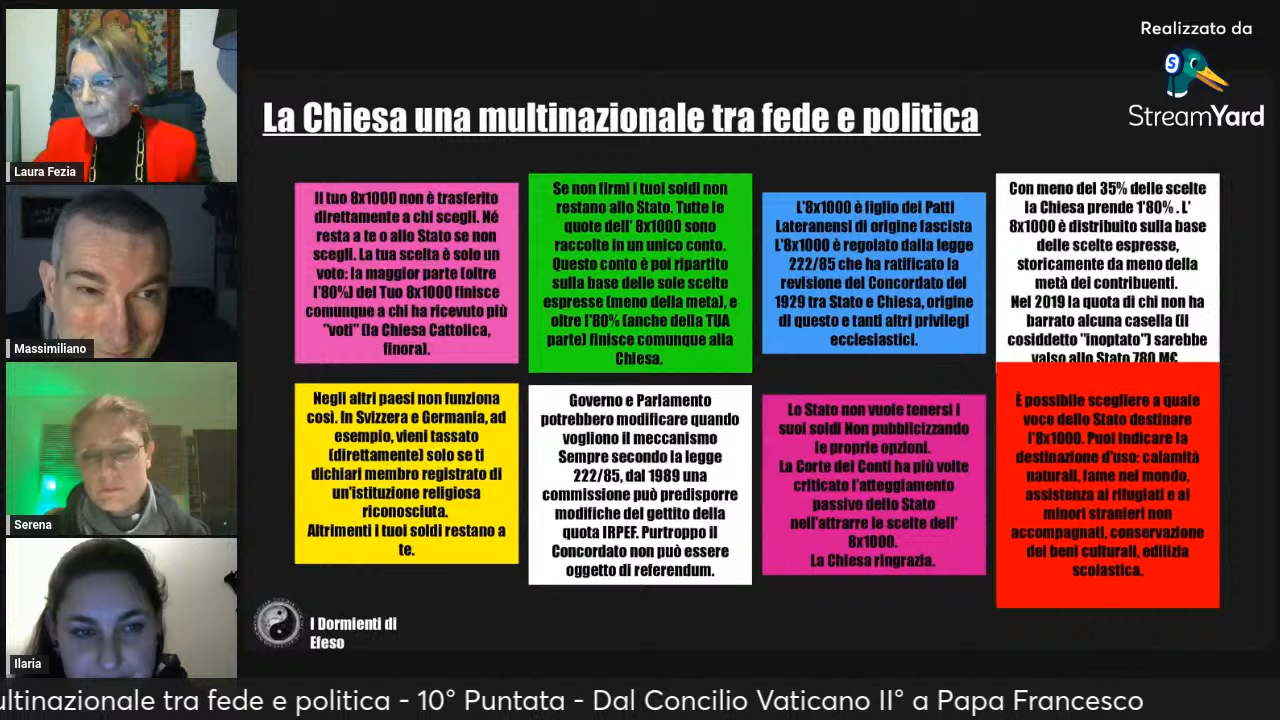 Realizzato da
StreamYard
La Chiesa una multinazionale tra fede e politica
Il tuo 8x1000 non è trasferito
direttamente a chi scegli. Né
resta a te o allo Stato se non
scegli. La tua scelta è solo un
voto: la maggior parte (oltre
l'80%) del Tuo 8x1000 finisce
comunque a chi ha ricevuto più
"voti" (la Chiesa Cattolica,
finora).
Se non firmi i tuoi soldi non
restano allo Stato. Tutte le
quote dell' 8x1000 sono
raccolte in un unico conto.
Questo conto è poi ripartito
sulla base delle sole scelte
espresse (meno della meta), e
oltre l'80% (anche della TUA
parte) finisce comunque alla
Chiesa.
L'8x1000 è figlio dei Patti
Lateranensi di origine fascista
L'8x1000 è regolato dalla legge
222/85 che ha ratificato la
revisione del Concordato del
1929 tra Stato e Chiesa, origine
di questo e tanti altri privilegi
ecclesiastici.
Con meno del 35% delle scelte
la Chiesa prende 1'80% . L'
8x1000 è distribuito sulla base
delle scelte espresse,
storicamente da meno della
metà dei contribuenti.
Nel 2019 la quota di chi non ha
barrato alcuna casella (il
cosiddetto "inoptato") sarebbe
valso allo Stato 780 M€
Negli altri paesi non funziona
così. In Svizzera e Germania, ad
esempio, vieni tassato
(direttamente) solo se ti
dichiari membro registrato di
un'istituzione religiosa
riconosciuta.
Altrimenti i tuoi soldi restano a
te.
Governo e Parlamento
potrebbero modificare quando
vogliono il meccanismo
Sempre secondo la legge
222/85, dal 1989 una
commissione può predisporre
modifiche del gettito della
quota IRPEF. Purtroppo il
Concordato non può essere
oggetto di referendum.
Lo Stato non vuole tenersi i
suoi soldi Non pubblicizzando
le proprie opzioni.
La Corte dei Conti ha più volte
criticato l'atteggiamento
passivo dello Stato
nell'attrarre le scelte dell'
8x1000.
La Chiesa ringrazia.
È possibile scegliere a quale
voce dello Stato destinare
l'8x1000. Puoi indicare la
destinazione d'uso: calamità
naturali, fame nel mondo,
assistenza ai rifugiati e ai
minori stranieri non
accompagnati, conservazione
dei beni culturali, edilizia
scolastica.
Laura Fezia
Massimiliano
Serena
Ilaria
I Dormienti di
Efeso
ultinazionale tra fede e politica - 10° Puntata - Dal Concilio Vaticano II° a Papa Francesco